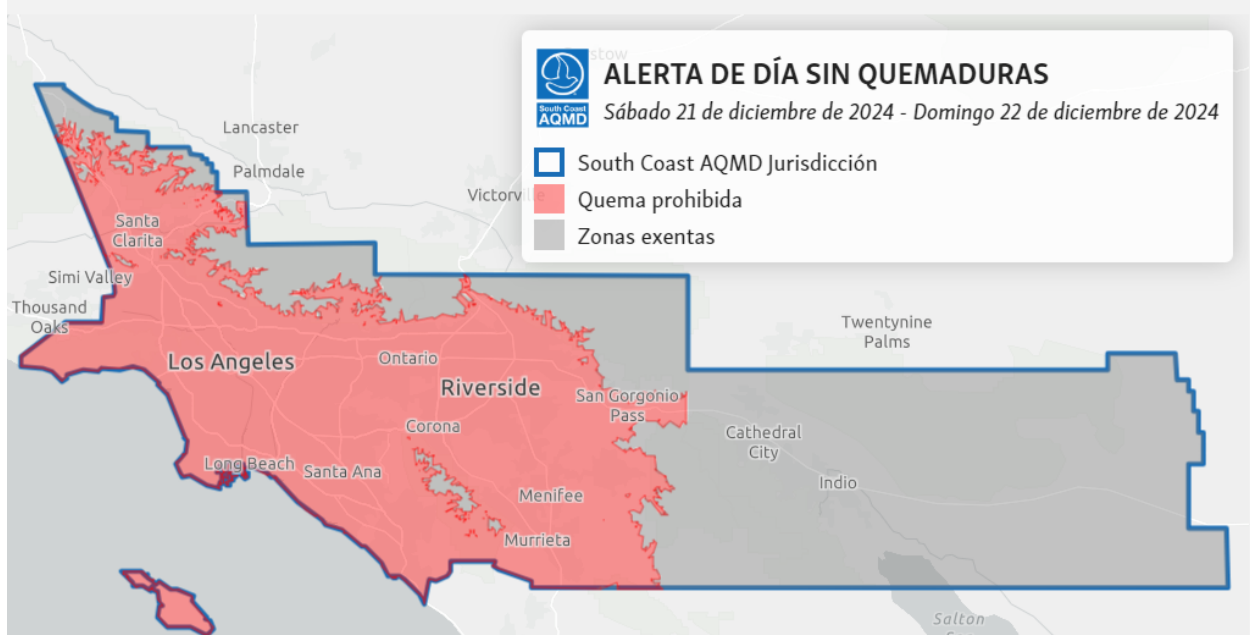 stow
ALERTA DE DÍA SIN QUEMADURAS
South Coast
AQMD
Sábado 21 de diciembre de 2024 - Domingo 22 de diciembre de 2024
South Coast AQMD Jurisdicción
Quema prohibida
Zonas exentas
Lancaster
Palmdale
Victorville
Santa
Clarita
Simi Valley
Thousand
Oaks
Twentynine
Palms
Los Angeles
Ontario
Riverside
San Gorgonio
Pass
Corona
Cathedral
City
Long Beach
Santa Ana
Indio
Menifee
Murrieta
Salton